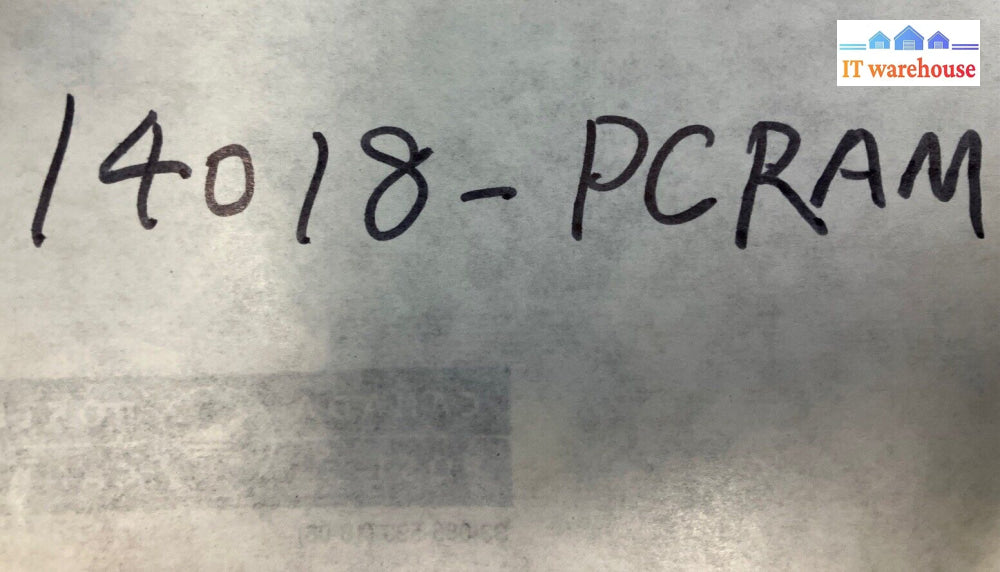 IT warehouse
14018- PCRAM